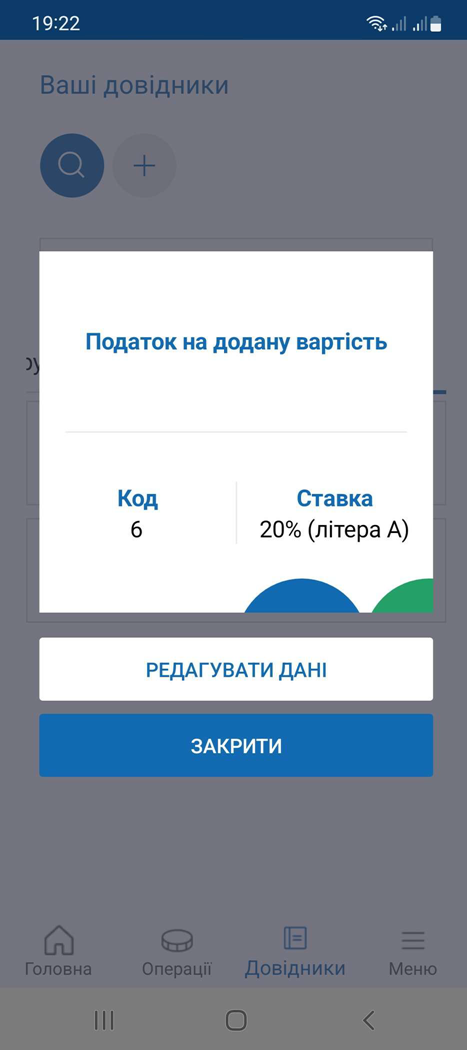 19:22
Ваші довідники
Податок на додану вартість
Код
6
Ставка
20% (літера А)
РЕДАГУВАТИ ДАНІ
ЗАКРИТИ
Головна
Операції
Довідники
Меню